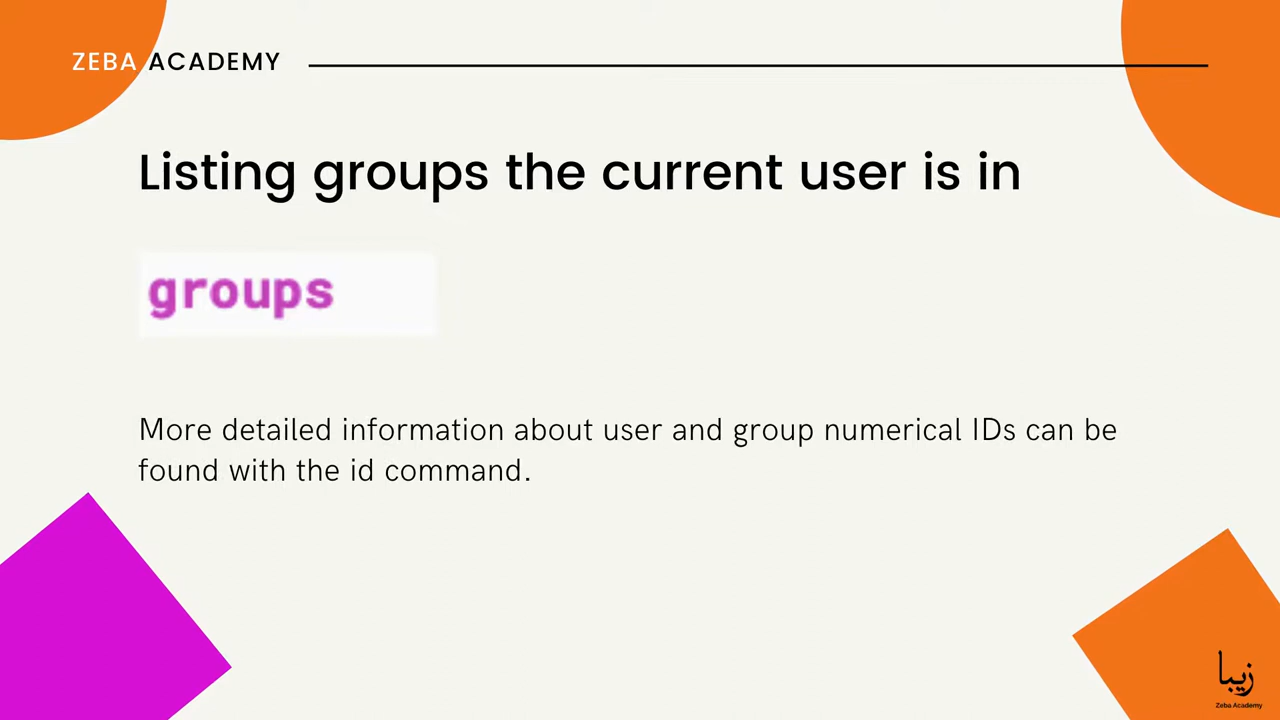 ZEBA ACADEMY
Listing groups the current user is in
groups
More detailed information about user and group numerical IDs can be
found with the id command.
زيبا
Zeba Academy